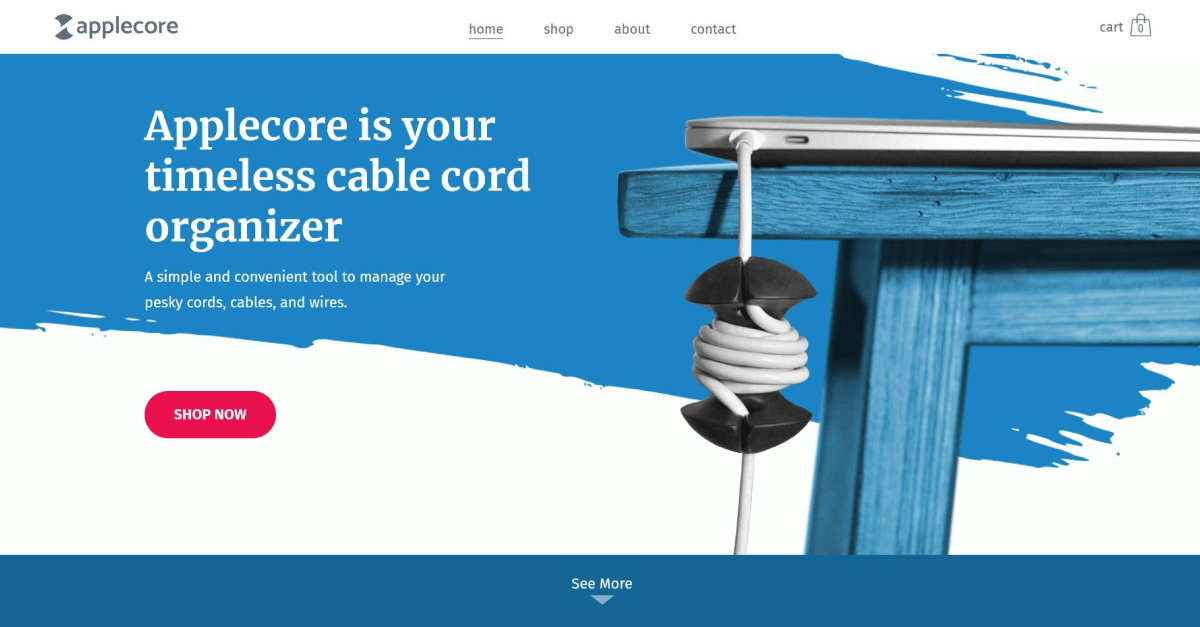 applecore
home shop about contact
cart 0
Applecore is your
timeless cable cord
organizer
A simple and convenient tool to manage your
pesky cords, cables, and wires.
SHOP NOW
See More